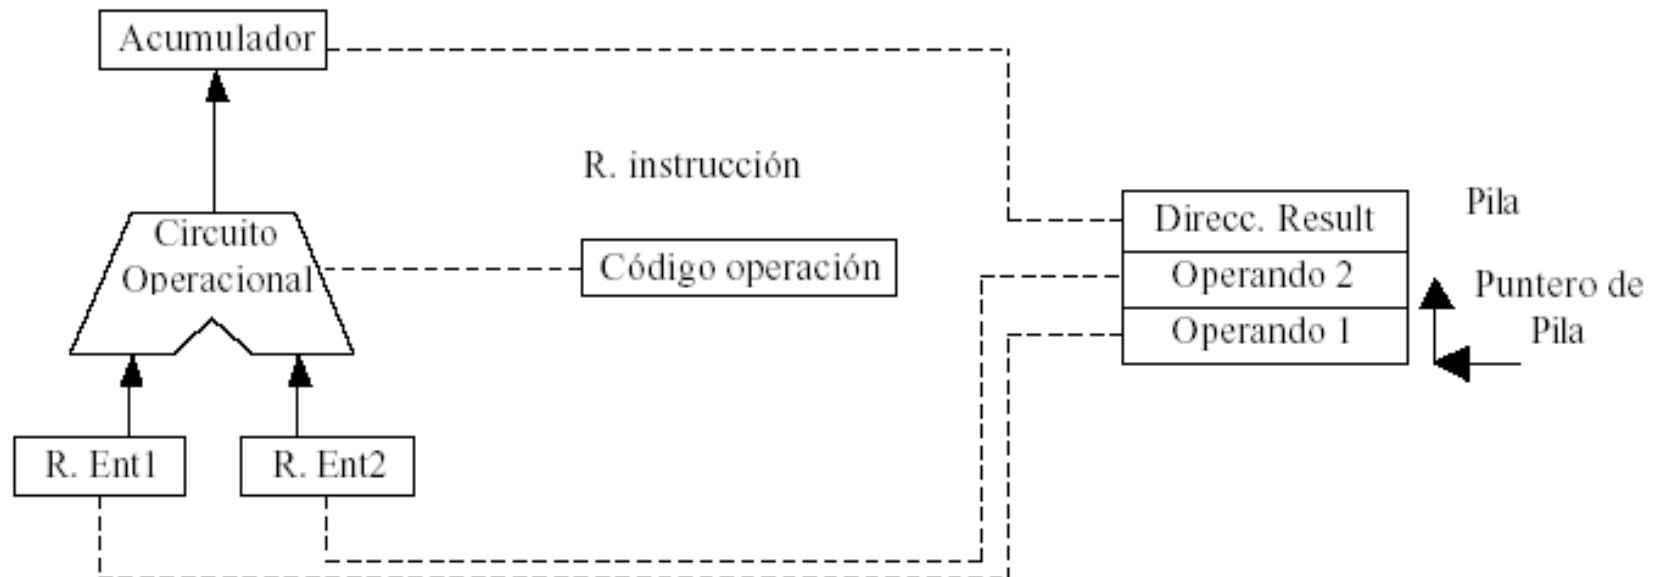 Acumulador
R. instrucción
Pila
Direcc. Result
Circuito
Operacional
Código operación
Operando 2
Puntero de
Pila
Operando 1
R. Ent1
R. Ent2